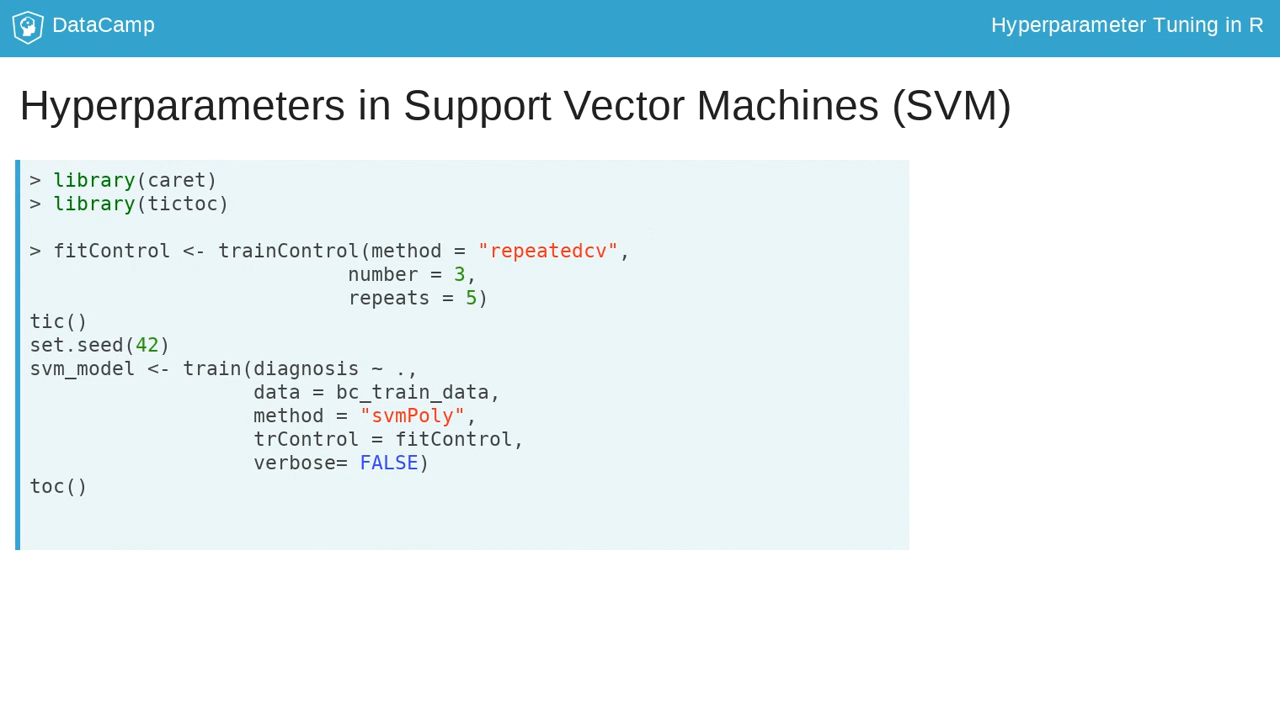 DataCamp
Hyperparameter Tuning in R
Hyperparameters in Support Vector Machines (SVM)
> library(caret)
> library(tictoc)
> fitControl <- trainControl(method = "repeatedcv",
                           number = 3,
                           repeats = 5)
tic()
set.seed(42)
svm_model <- train(diagnosis ~ .,
                   data = bc_train_data,
                   method = "svmPoly",
                   trControl = fitControl,
                   verbose= FALSE)
toc()